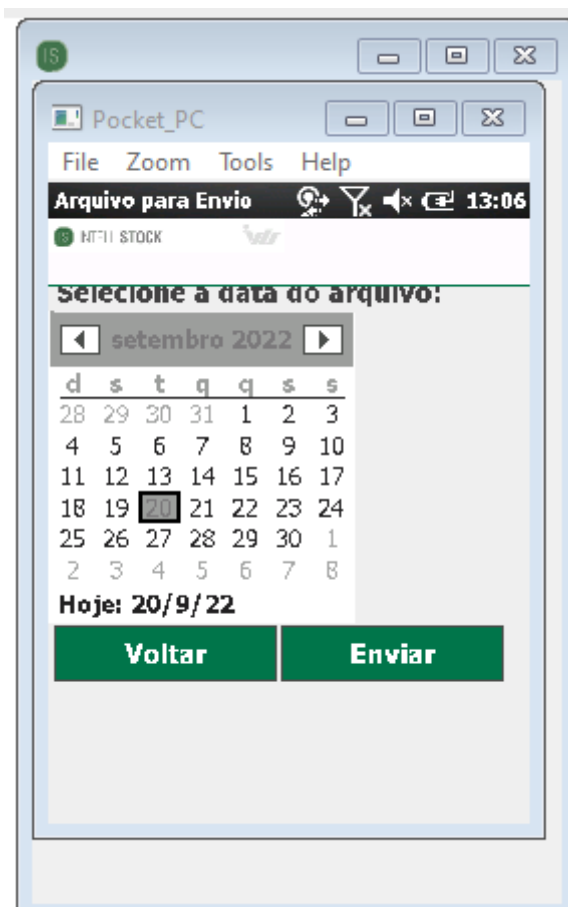 IS
Pocket_PC
File Zoom Tools Help
Arquivo para Envio 13:06
IS INTELL STOCK
Selecione a data do arquivo:
setembro 2022
d s t q q s s
28 29 30 31 1 2 3
4 5 6 7 8 9 10
11 12 13 14 15 16 17
18 19 20 21 22 23 24
25 26 27 28 29 30 1
2 3 4 5 6 7 8
Hoje: 20/9/22
Voltar Enviar